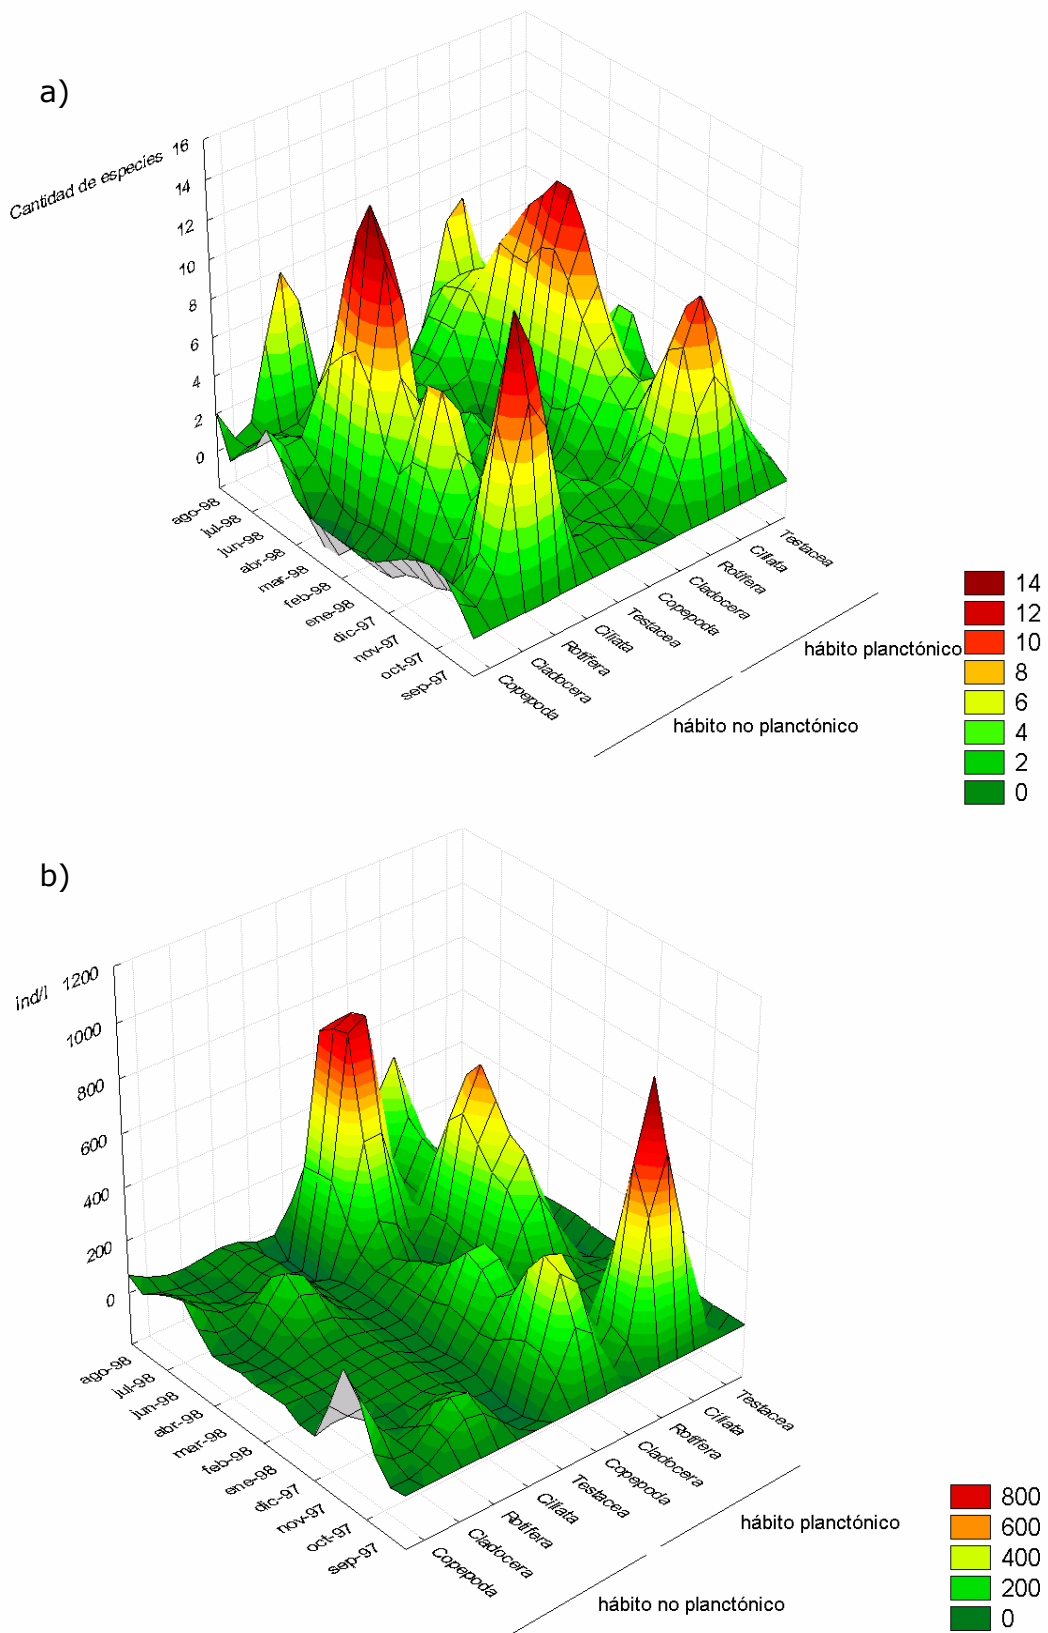 a)
Cantidad de especies
16
14
12
10
8
6
4
2
0
ago-98
jul-98
jun-98
abr-98
mar-98
feb-98
ene-98
dic-97
nov-97
oct-97
sep-97
Copepoda
Cladocera
Rotífera
Ciliata
Testacea
Copepoda
Cladocera
Rotífera
Ciliata
Testacea
hábito no planctónico
hábito planctónico
14
12
10
8
6
4
2
0
b)
ind/l
1200
1000
800
600
400
200
0
ago-98
jul-98
jun-98
abr-98
mar-98
feb-98
ene-98
dic-97
nov-97
oct-97
sep-97
Copepoda
Cladocera
Rotífera
Ciliata
Testacea
Copepoda
Cladocera
Rotífera
Ciliata
Testacea
hábito no planctónico
hábito planctónico
800
600
400
200
0